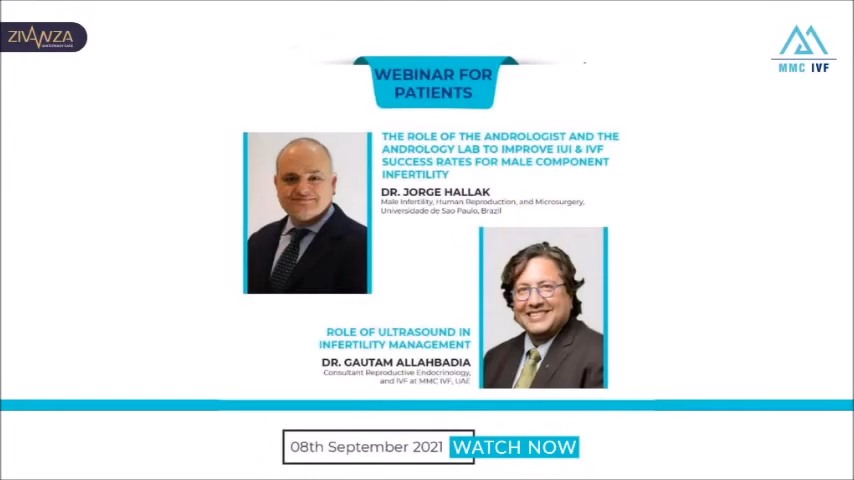 ZIVANZA
QUATERNARY CARE
MMC IVF
WEBINAR FOR
PATIENTS
THE ROLE OF THE ANDROLOGIST AND THE
ANDROLOGY LAB TO IMPROVE IUI & IVF
SUCCESS RATES FOR MALE COMPONENT
INFERTILITY
DR. JORGE HALLAK
Male Infertility, Human Reproduction, and Microsurgery,
Universidade de Sao Paulo, Brazil
ROLE OF ULTRASOUND IN
INFERTILITY MANAGEMENT
DR. GAUTAM ALLAHBADIA
Consultant Reproductive Endocrinology,
and IVF at MMC IVF, UAE
08th September 2021 WATCH NOW